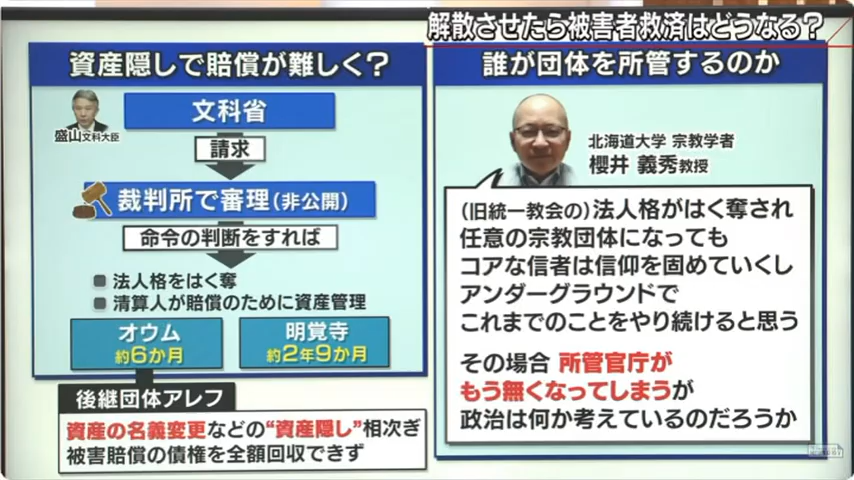 解散させたら被害者救済はどうなる？
資産隠しで賠償が難しく？
盛山文科大臣
文科省
請求
裁判所で審理（非公開）
命令の判断をすれば
■ 法人格をはく奪
■ 清算人が賠償のために資産管理
オウム
約6か月
明覚寺
約2年9か月
後継団体アレフ
資産の名義変更などの“資産隠し”相次ぎ
被害賠償の債権を全額回収できず
誰が団体を所管するのか
北海道大学 宗教学者
櫻井 義秀教授
（旧統一教会の）法人格がはく奪され
任意の宗教団体になっても
コアな信者は信仰を固めていくし
アンダーグラウンドで
これまでのことをやり続けると思う
その場合 所管官庁が
もう無くなってしまうが
政治は何か考えているのだろうか